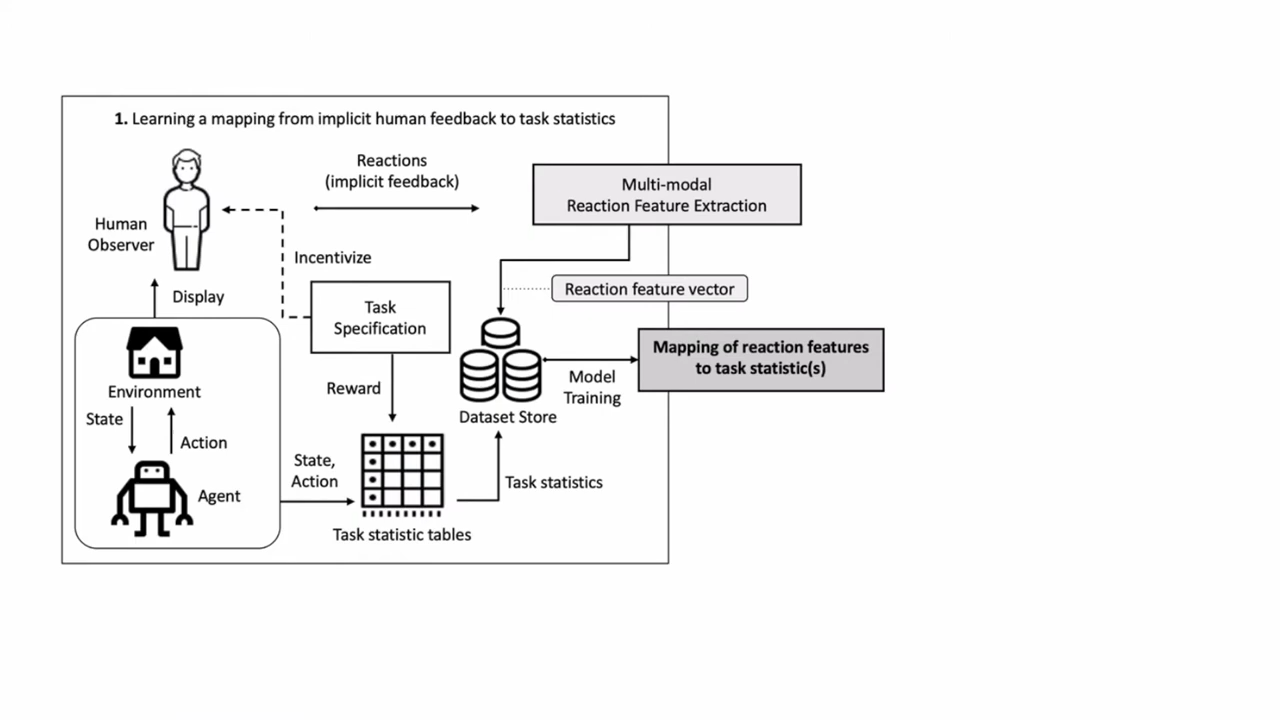 1. Learning a mapping from implicit human feedback to task statistics
Reactions
(implicit feedback)
Multi-modal
Reaction Feature Extraction
Human
Observer
Incentivize
Display
Reaction feature vector
Task
Specification
Mapping of reaction features
to task statistic(s)
Model
Training
Environment
Reward
Dataset Store
State
Action
State,
Action
Agent
Task statistics
Task statistic tables